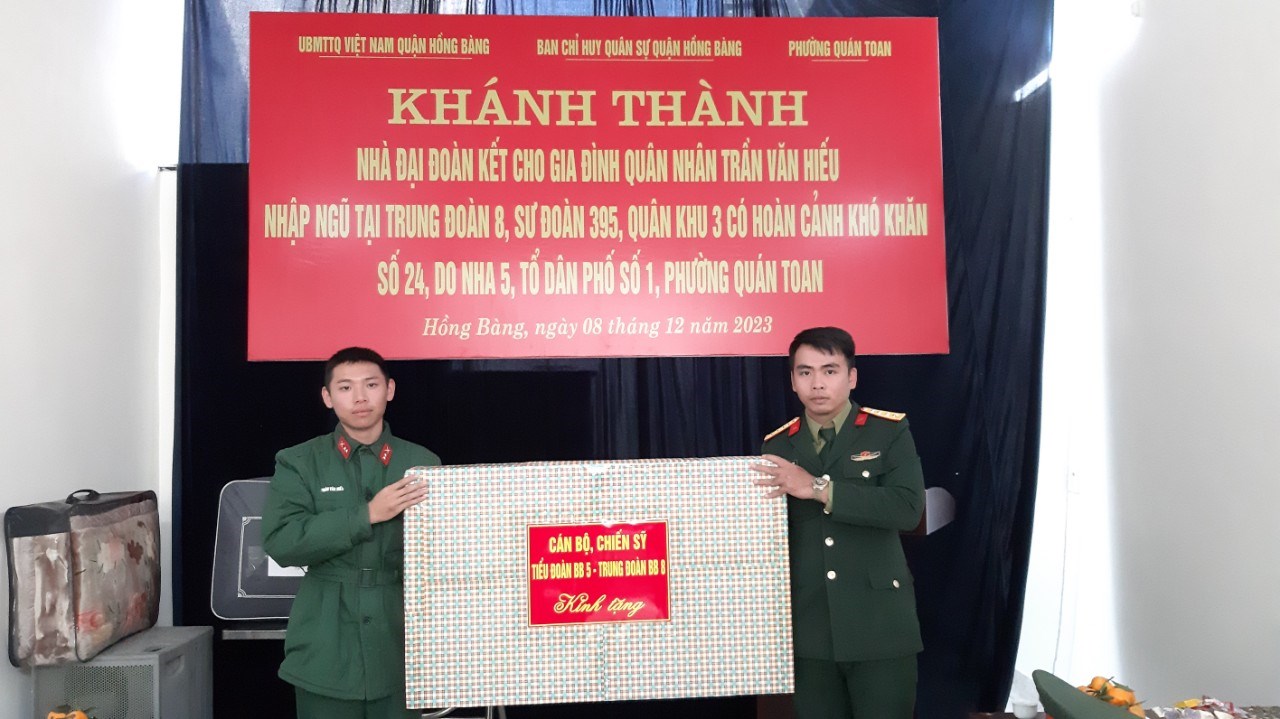 UBMTTQ VIỆT NAM QUẬN HỒNG BÀNG
BAN CHỈ HUY QUÂN SỰ QUẬN HỒNG BÀNG
PHƯỜNG QUÁN TOAN
KHÁNH THÀNH
NHÀ ĐẠI ĐOÀN KẾT CHO GIA ĐÌNH QUÂN NHÂN TRẦN VĂN HIẾU
NHẬP NGŨ TẠI TRUNG ĐOÀN 8, SƯ ĐOÀN 395, QUÂN KHU 3 CÓ HOÀN CẢNH KHÓ KHĂN
SỐ 24, DO NHA 5, TỔ DÂN PHỐ SỐ 1, PHƯỜNG QUÁN TOAN
Hồng Bàng, ngày 08 tháng 12 năm 2023
CÁN BỘ, CHIẾN SỸ
TIỂU ĐOÀN BB 5 - TRUNG ĐOÀN BB 8
Kính tặng